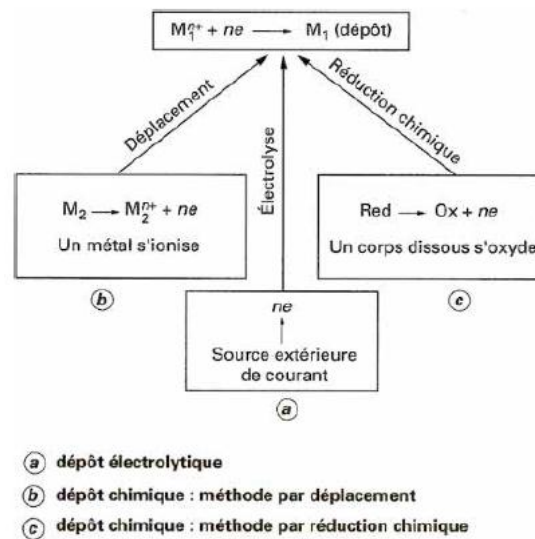 M₁ⁿ⁺ + ne ⟶ M₁ (dépôt)
Déplacement
Électrolyse
Réduction chimique
M₂ ⟶ M₂ⁿ⁺ + ne
Un métal s'ionise
b
Red ⟶ Ox + ne
Un corps dissous s'oxyde
c
ne
Source extérieure
de courant
a
a dépôt électrolytique
b dépôt chimique : méthode par déplacement
c dépôt chimique : méthode par réduction chimique